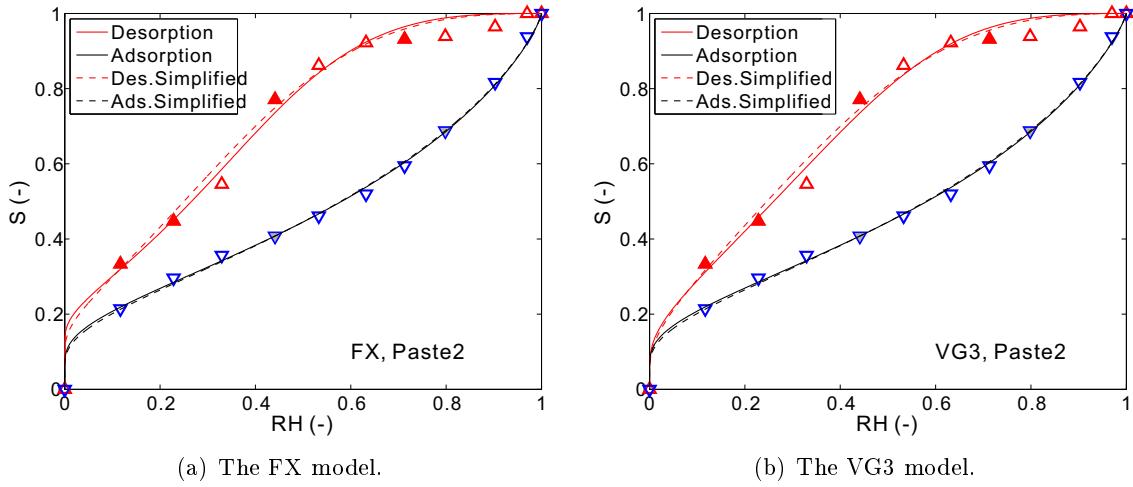 Desorption
Adsorption
Des.Simplified
Ads.Simplified
S (-)
1
0.8
0.6
0.4
0.2
0
FX, Paste2
0 0.2 0.4 0.6 0.8 1
RH (-)
(a) The FX model.
Desorption
Adsorption
Des.Simplified
Ads.Simplified
S (-)
1
0.8
0.6
0.4
0.2
0
VG3, Paste2
0 0.2 0.4 0.6 0.8 1
RH (-)
(b) The VG3 model.